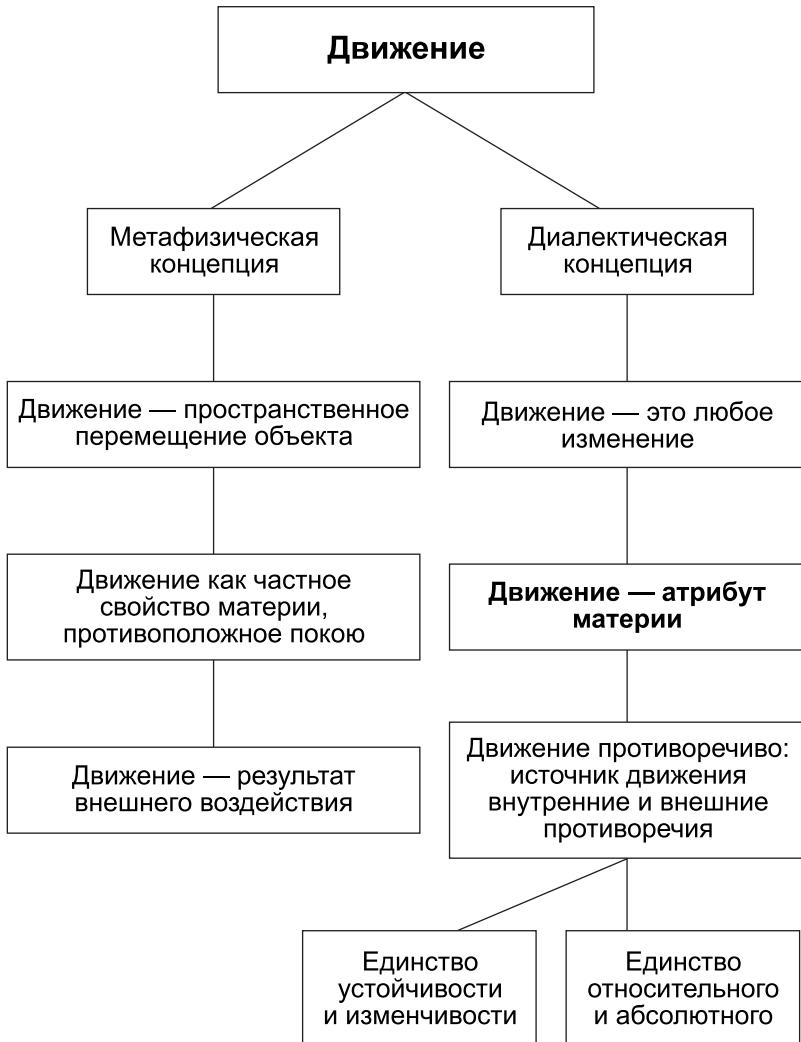 Движение
Метафизическая
концепция
Диалектическая
концепция
Движение — пространственное
перемещение объекта
Движение — это любое
изменение
Движение как частное
свойство материи,
противоположное покою
Движение — атрибут
материи
Движение — результат
внешнего воздействия
Движение противоречиво:
источник движения
внутренние и внешние
противоречия
Единство
устойчивости
и изменчивости
Единство
относительного
и абсолютного